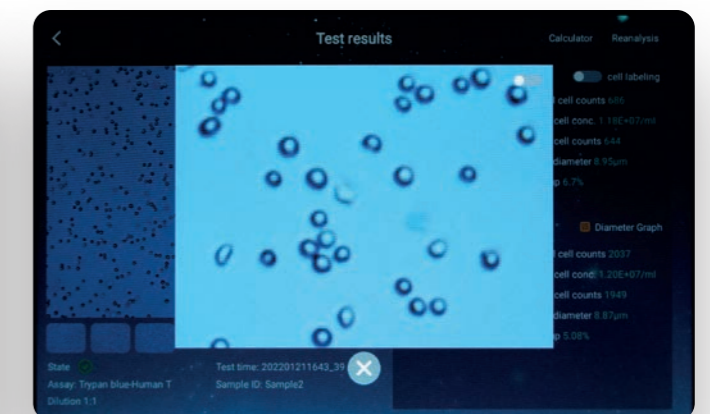 Test results
Calculator
Reanalysis
cell labeling
cell counts 686
cell conc. 1.18E+07/ml
cell counts 644
diameter 8.95μm
6.7%
Diameter Graph
cell counts 2037
cell conc. 1.20E+07/ml
cell counts 1949
diameter 8.87μm
5.08%
State
Test time: 202201211643_39
Assay: Trypan blue-Human T
Sample ID: Sample2
Dilution 1:1